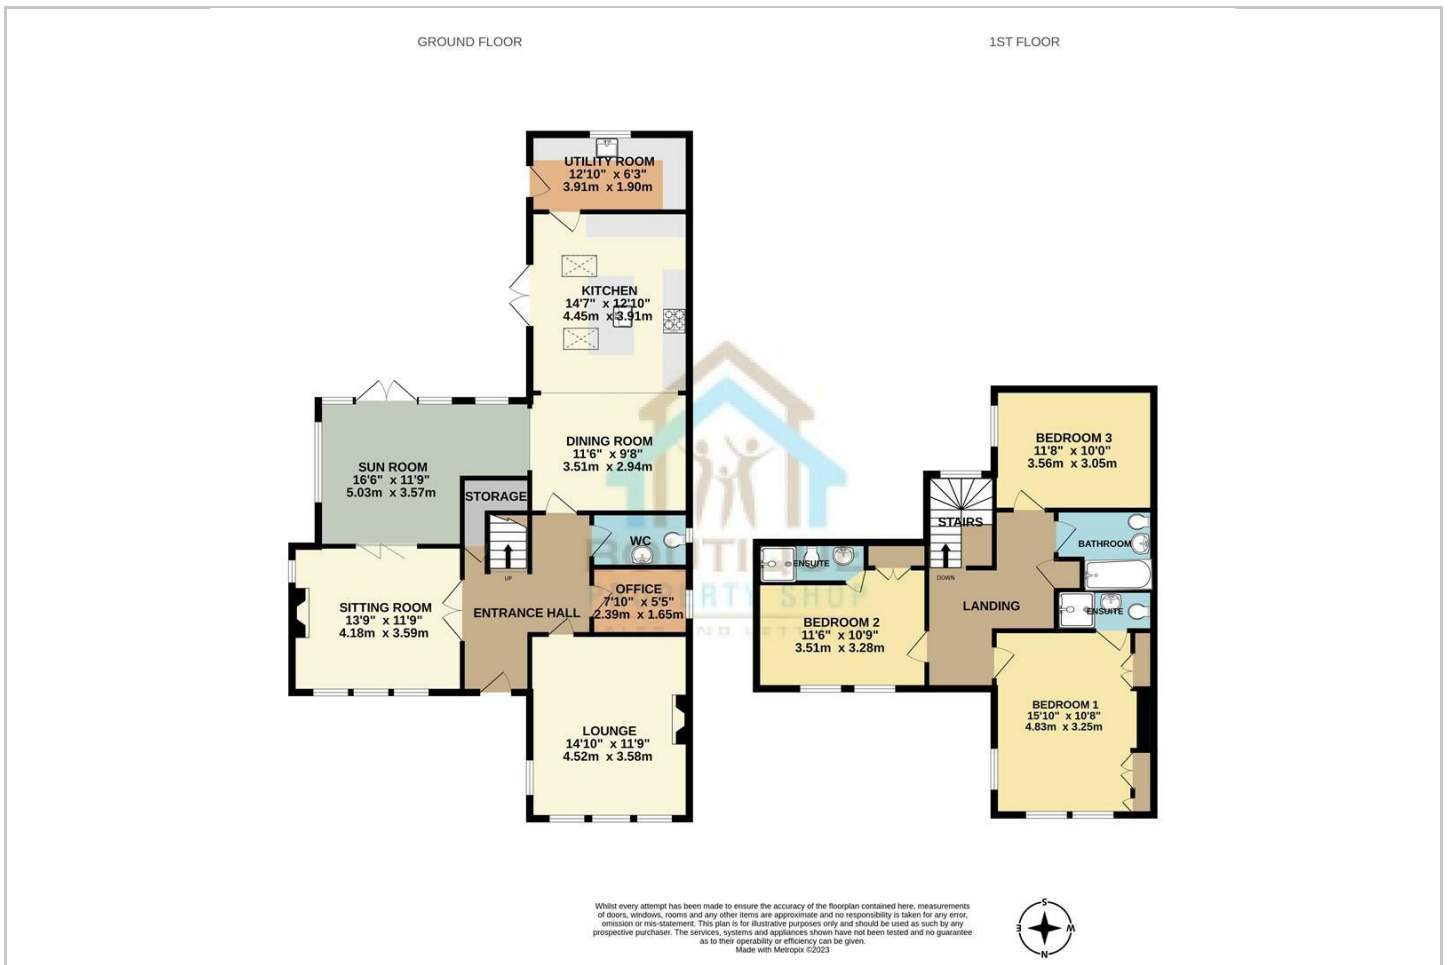 GROUND FLOOR
1ST FLOOR
UTILITY ROOM
12'10" x 6'3"
3.91m x 1.90m
KITCHEN
14'7" x 12'10"
4.45m x 3.91m
DINING ROOM
11'6" x 9'8"
3.51m x 2.94m
SUN ROOM
16'6" x 11'9"
5.03m x 3.57m
STORAGE
WC
UP
OFFICE
7'10" x 5'5"
2.39m x 1.65m
SITTING ROOM
13'9" x 11'9"
4.18m x 3.59m
ENTRANCE HALL
LOUNGE
14'10" x 11'9"
4.52m x 3.58m
BOUTIQUE
PROPERTY SHOP
BEDROOM 3
11'8" x 10'0"
3.56m x 3.05m
STAIRS
BATHROOM
ENSUITE
DOWN
LANDING
ENSUITE
BEDROOM 2
11'6" x 10'9"
3.51m x 3.28m
BEDROOM 1
15'10" x 10'8"
4.83m x 3.25m
Whilst every attempt has been made to ensure the accuracy of the floorplan contained here, measurements
of doors, windows, rooms and any other items are approximate and no responsibility is taken for any error,
omission or mis-statement. This plan is for illustrative purposes only and should be used as such by any
prospective purchaser. The services, systems and appliances shown have not been tested and no guarantee
as to their operability or efficiency can be given.
Made with Metropix ©2023
S
E
W
N